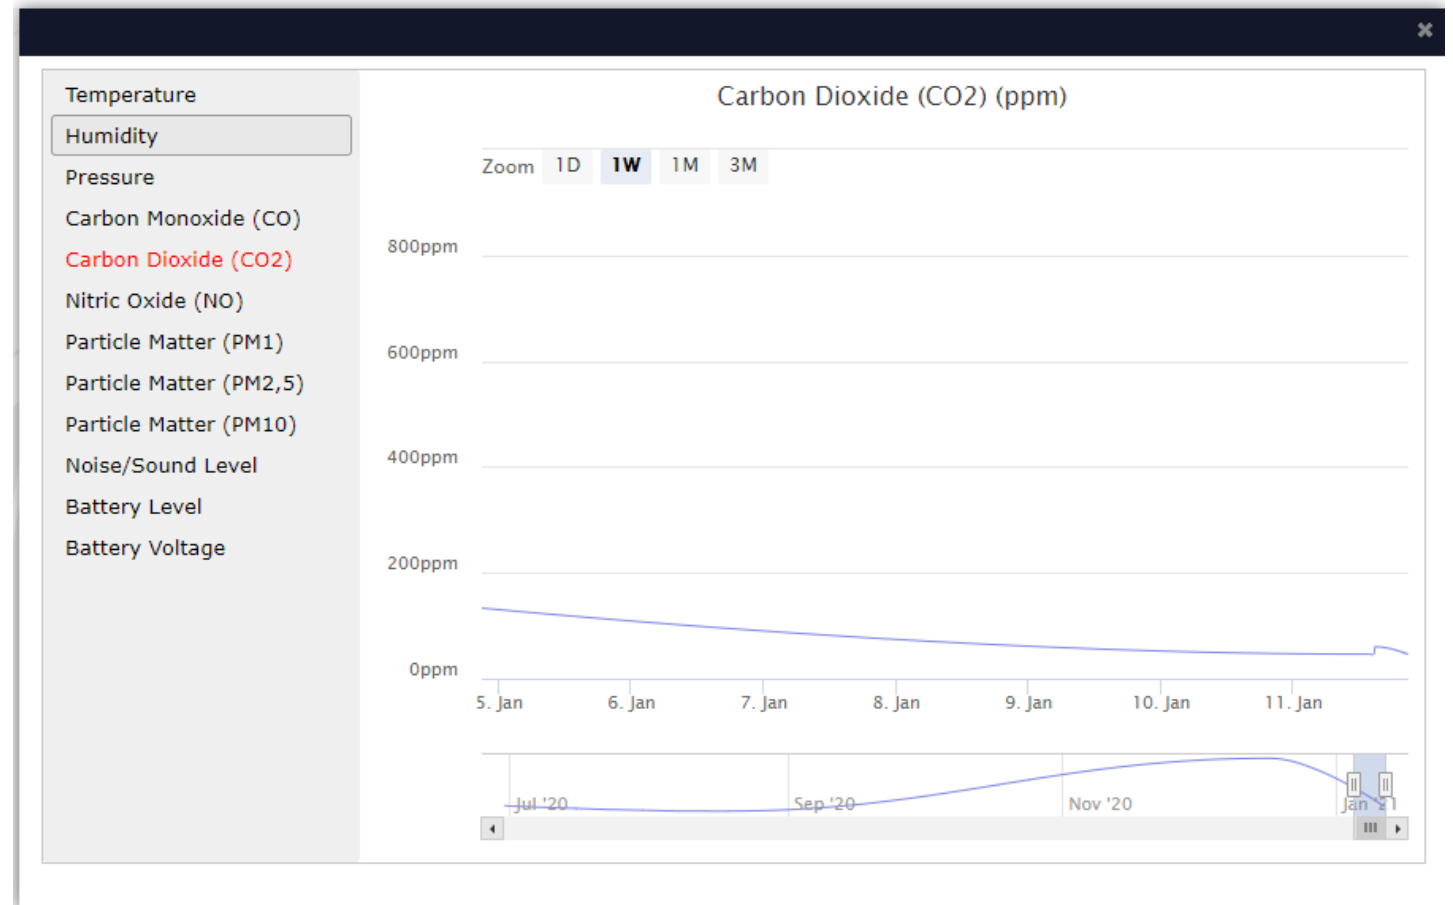 Temperature
Humidity
Pressure
Carbon Monoxide (CO)
Carbon Dioxide (CO2)
Nitric Oxide (NO)
Particle Matter (PM1)
Particle Matter (PM2,5)
Particle Matter (PM10)
Noise/Sound Level
Battery Level
Battery Voltage
Carbon Dioxide (CO2) (ppm)
Zoom 1D 1W 1M 3M
800ppm
600ppm
400ppm
200ppm
0ppm
5. Jan 6. Jan 7. Jan 8. Jan 9. Jan 10. Jan 11. Jan
Jul '20 Sep '20 Nov '20 Jan '21